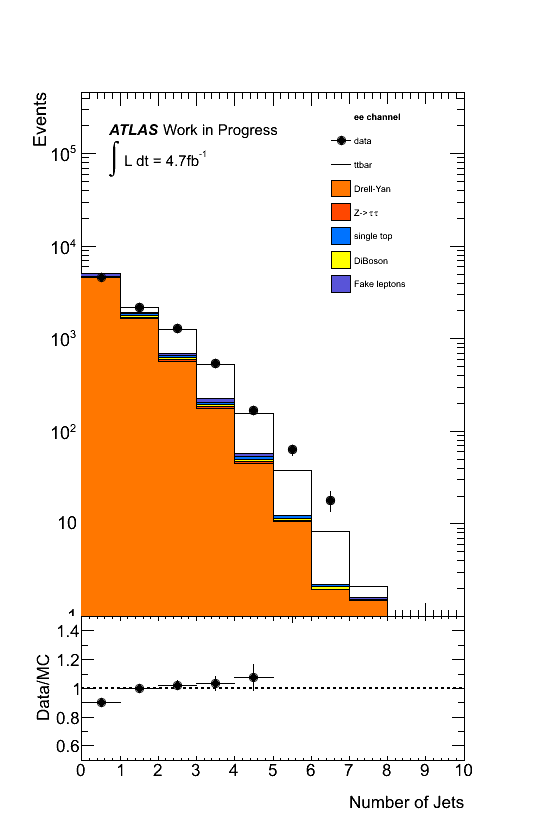 Events
10⁵
10⁴
10³
10²
10
1
ATLAS Work in Progress
∫ L dt = 4.7fb⁻¹
ee channel
data
ttbar
Drell-Yan
Z->ττ
single top
DiBoson
Fake leptons
Data/MC
1.4
1.2
1
0.8
0.6
0 1 2 3 4 5 6 7 8 9 10
Number of Jets